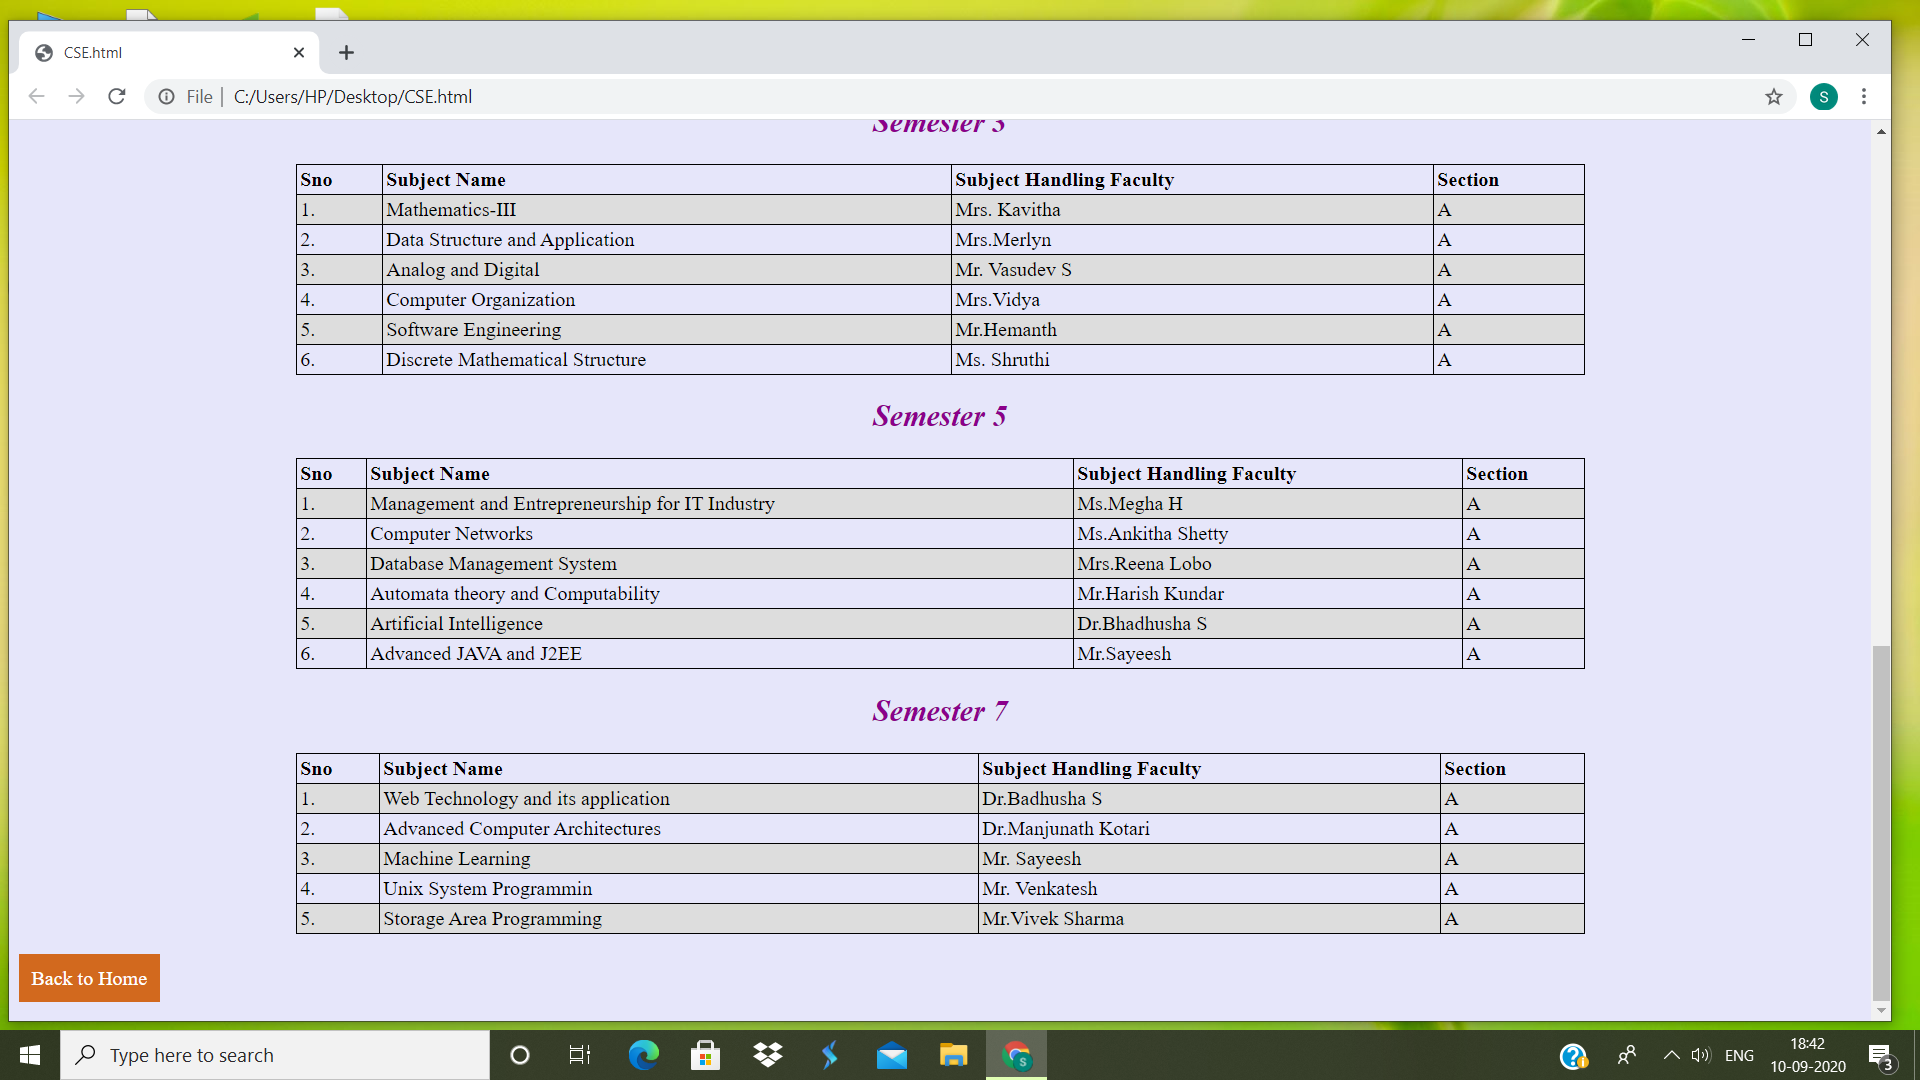 CSE.html
File | C:/Users/HP/Desktop/CSE.html
S
Semester 3
Sno Subject Name Subject Handling Faculty Section
1. Mathematics-III Mrs. Kavitha A
2. Data Structure and Application Mrs.Merlyn A
3. Analog and Digital Mr. Vasudev S A
4. Computer Organization Mrs.Vidya A
5. Software Engineering Mr.Hemanth A
6. Discrete Mathematical Structure Ms. Shruthi A
Semester 5
Sno Subject Name Subject Handling Faculty Section
1. Management and Entrepreneurship for IT Industry Ms.Megha H A
2. Computer Networks Ms.Ankitha Shetty A
3. Database Management System Mrs.Reena Lobo A
4. Automata theory and Computability Mr.Harish Kundar A
5. Artificial Intelligence Dr.Bhadhusha S A
6. Advanced JAVA and J2EE Mr.Sayeesh A
Semester 7
Sno Subject Name Subject Handling Faculty Section
1. Web Technology and its application Dr.Badhusha S A
2. Advanced Computer Architectures Dr.Manjunath Kotari A
3. Machine Learning Mr. Sayeesh A
4. Unix System Programmin Mr. Venkatesh A
5. Storage Area Programming Mr.Vivek Sharma A
Back to Home
Type here to search
S
ENG
18:42
10-09-2020
3